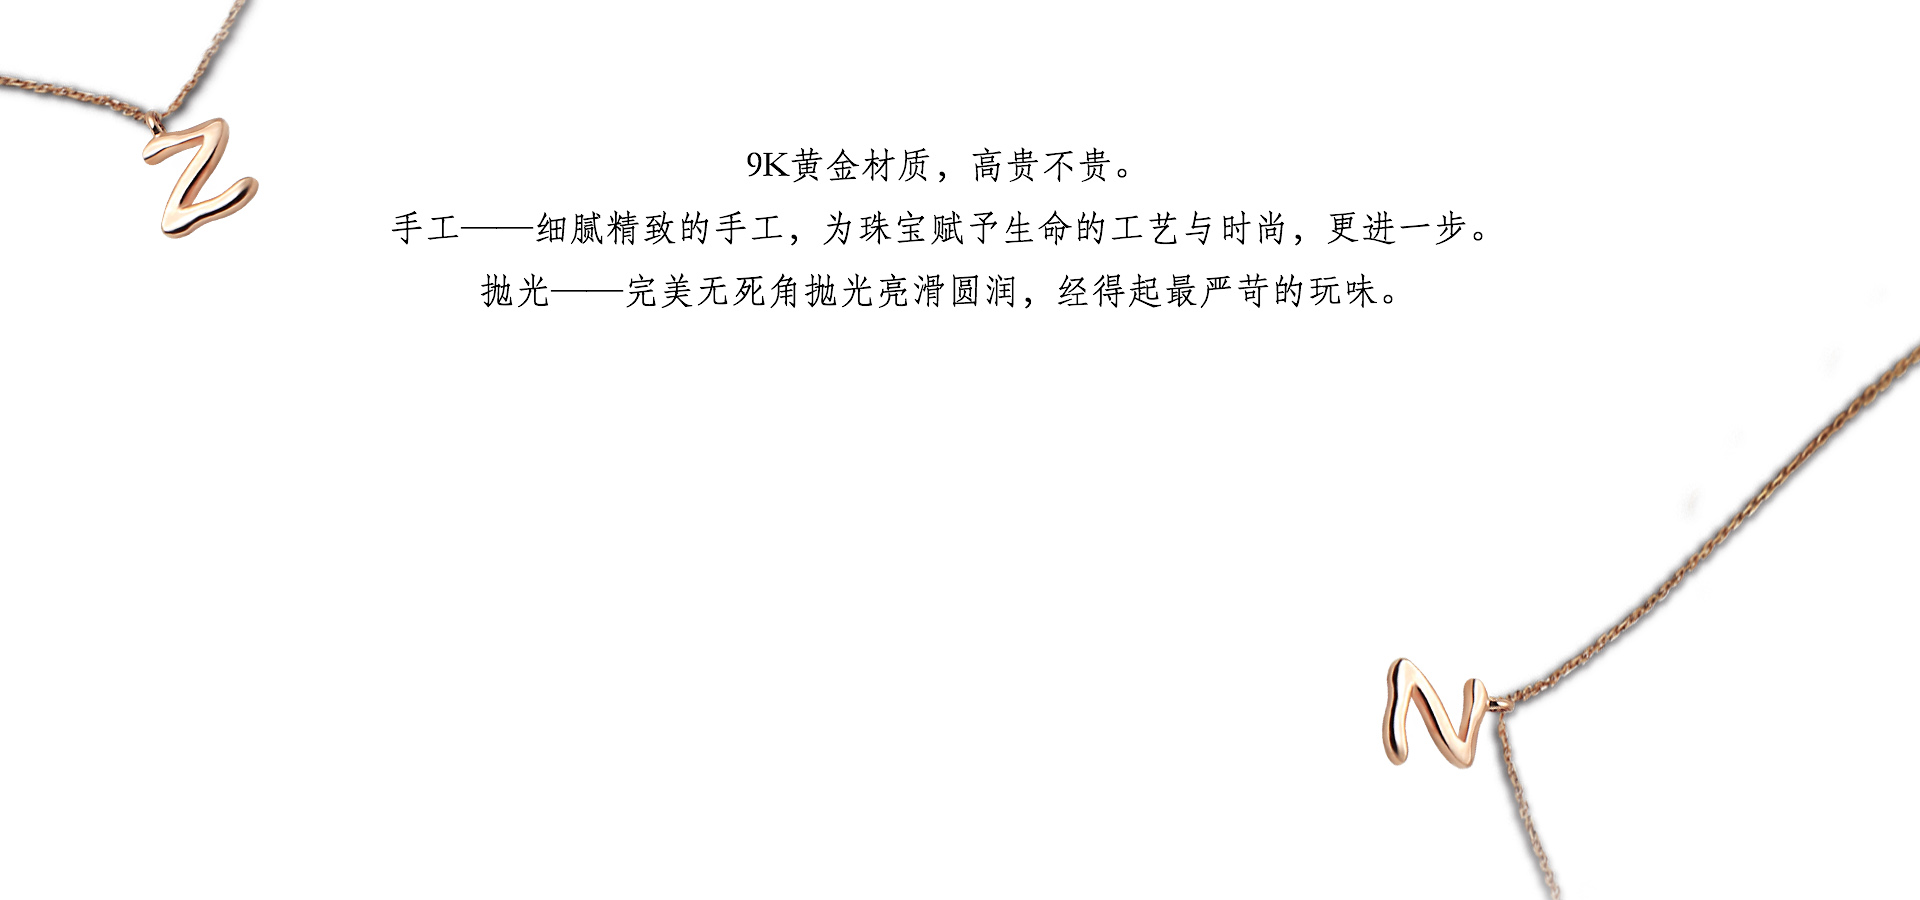 9K黄金材质，高贵不贵。
手工——细腻精致的手工，为珠宝赋予生命的工艺与时尚，更进一步。
抛光——完美无死角抛光亮滑圆润，经得起最严苛的玩味。
Z
N